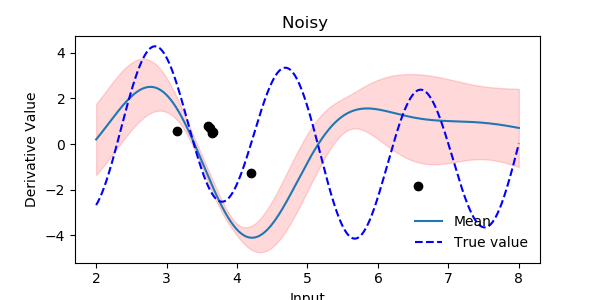 Noisy
Derivative Value
4
2
0
−2
−4
Mean
True value
2 3 4 5 6 7 8
Input